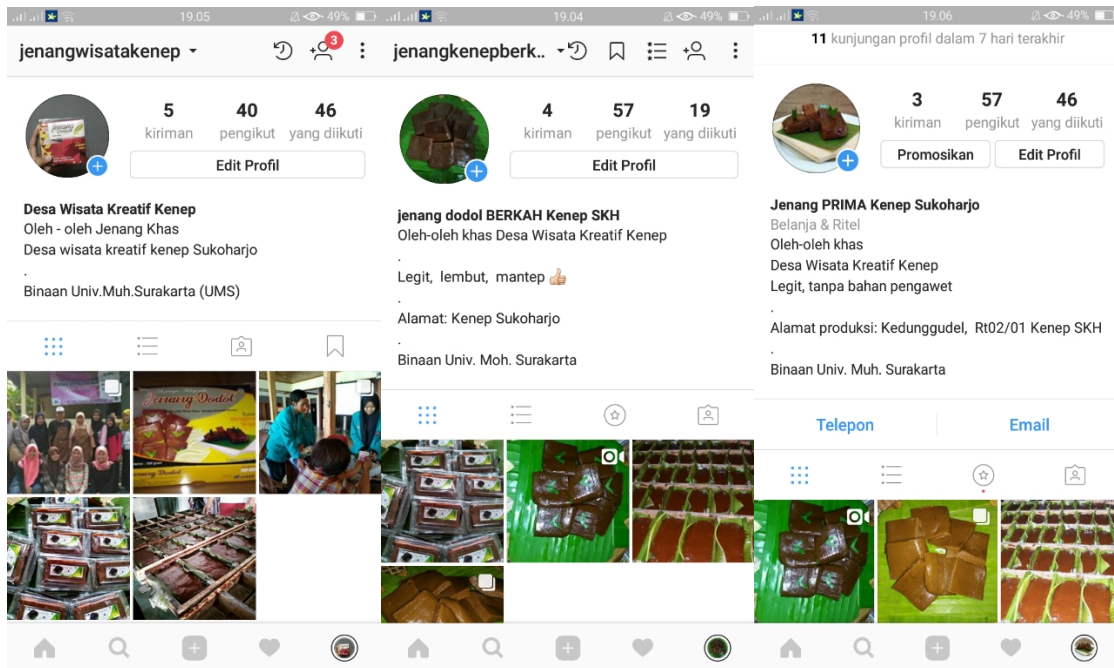 19.05
49%
jenangwisatakenep
3
5
40
46
kiriman
pengikut
yang diikuti
Edit Profil
Desa Wisata Kreatif Kenep
Oleh - oleh Jenang Khas
Desa wisata kreatif kenep Sukoharjo
.
Binaan Univ.Muh.Surakarta (UMS)
Jenang Dodol
19.04
49%
jenangkenepberk..
4
57
19
kiriman
pengikut
yang diikuti
Edit Profil
jenang dodol BERKAH Kenep SKH
Oleh-oleh khas Desa Wisata Kreatif Kenep
.
Legit, lembut, mantep 👍
.
Alamat: Kenep Sukoharjo
.
Binaan Univ. Moh. Surakarta
19.06
49%
11 kunjungan profil dalam 7 hari terakhir
3
57
46
kiriman
pengikut
yang diikuti
Promosikan
Edit Profil
Jenang PRIMA Kenep Sukoharjo
Belanja & Ritel
Oleh-oleh khas
Desa Wisata Kreatif Kenep
Legit, tanpa bahan pengawet
.
Alamat produksi: Kedunggudel, Rt02/01 Kenep SKH
.
Binaan Univ. Muh. Surakarta
Telepon
Email